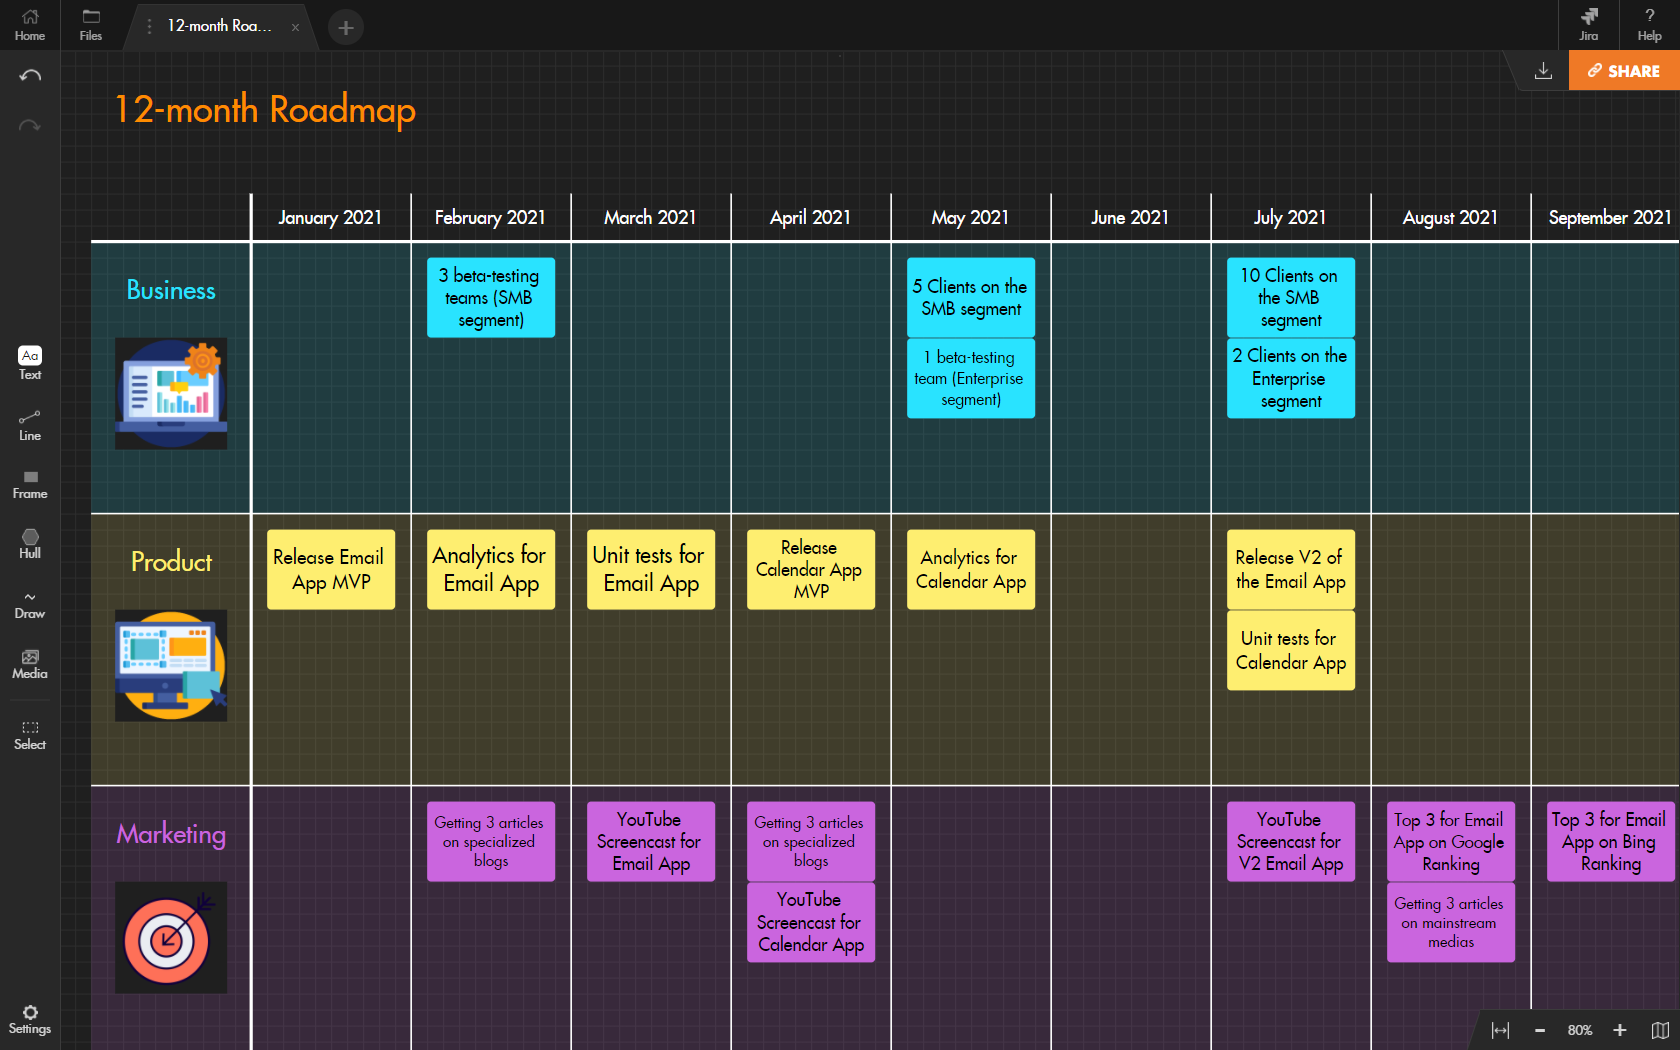 Home
Files
12-month Roa...
x
+
Jira
?
Help
SHARE
12-month Roadmap
Aa
Text
Line
Frame
Hull
Draw
Media
Select
Settings
January 2021
February 2021
March 2021
April 2021
May 2021
June 2021
July 2021
August 2021
September 2021
Business
3 beta-testing
teams (SMB
segment)
5 Clients on the
SMB segment
1 beta-testing
team (Enterprise
segment)
10 Clients on
the SMB
segment
2 Clients on the
Enterprise
segment
Product
Release Email
App MVP
Analytics for
Email App
Unit tests for
Email App
Release
Calendar App
MVP
Analytics for
Calendar App
Release V2 of
the Email App
Unit tests for
Calendar App
Marketing
Getting 3 articles
on specialized
blogs
YouTube
Screencast for
Email App
Getting 3 articles
on specialized
blogs
YouTube
Screencast for
Calendar App
YouTube
Screencast for
V2 Email App
Top 3 for Email
App on Google
Ranking
Getting 3 articles
on mainstream
medias
Top 3 for Email
App on Bing
Ranking
80%